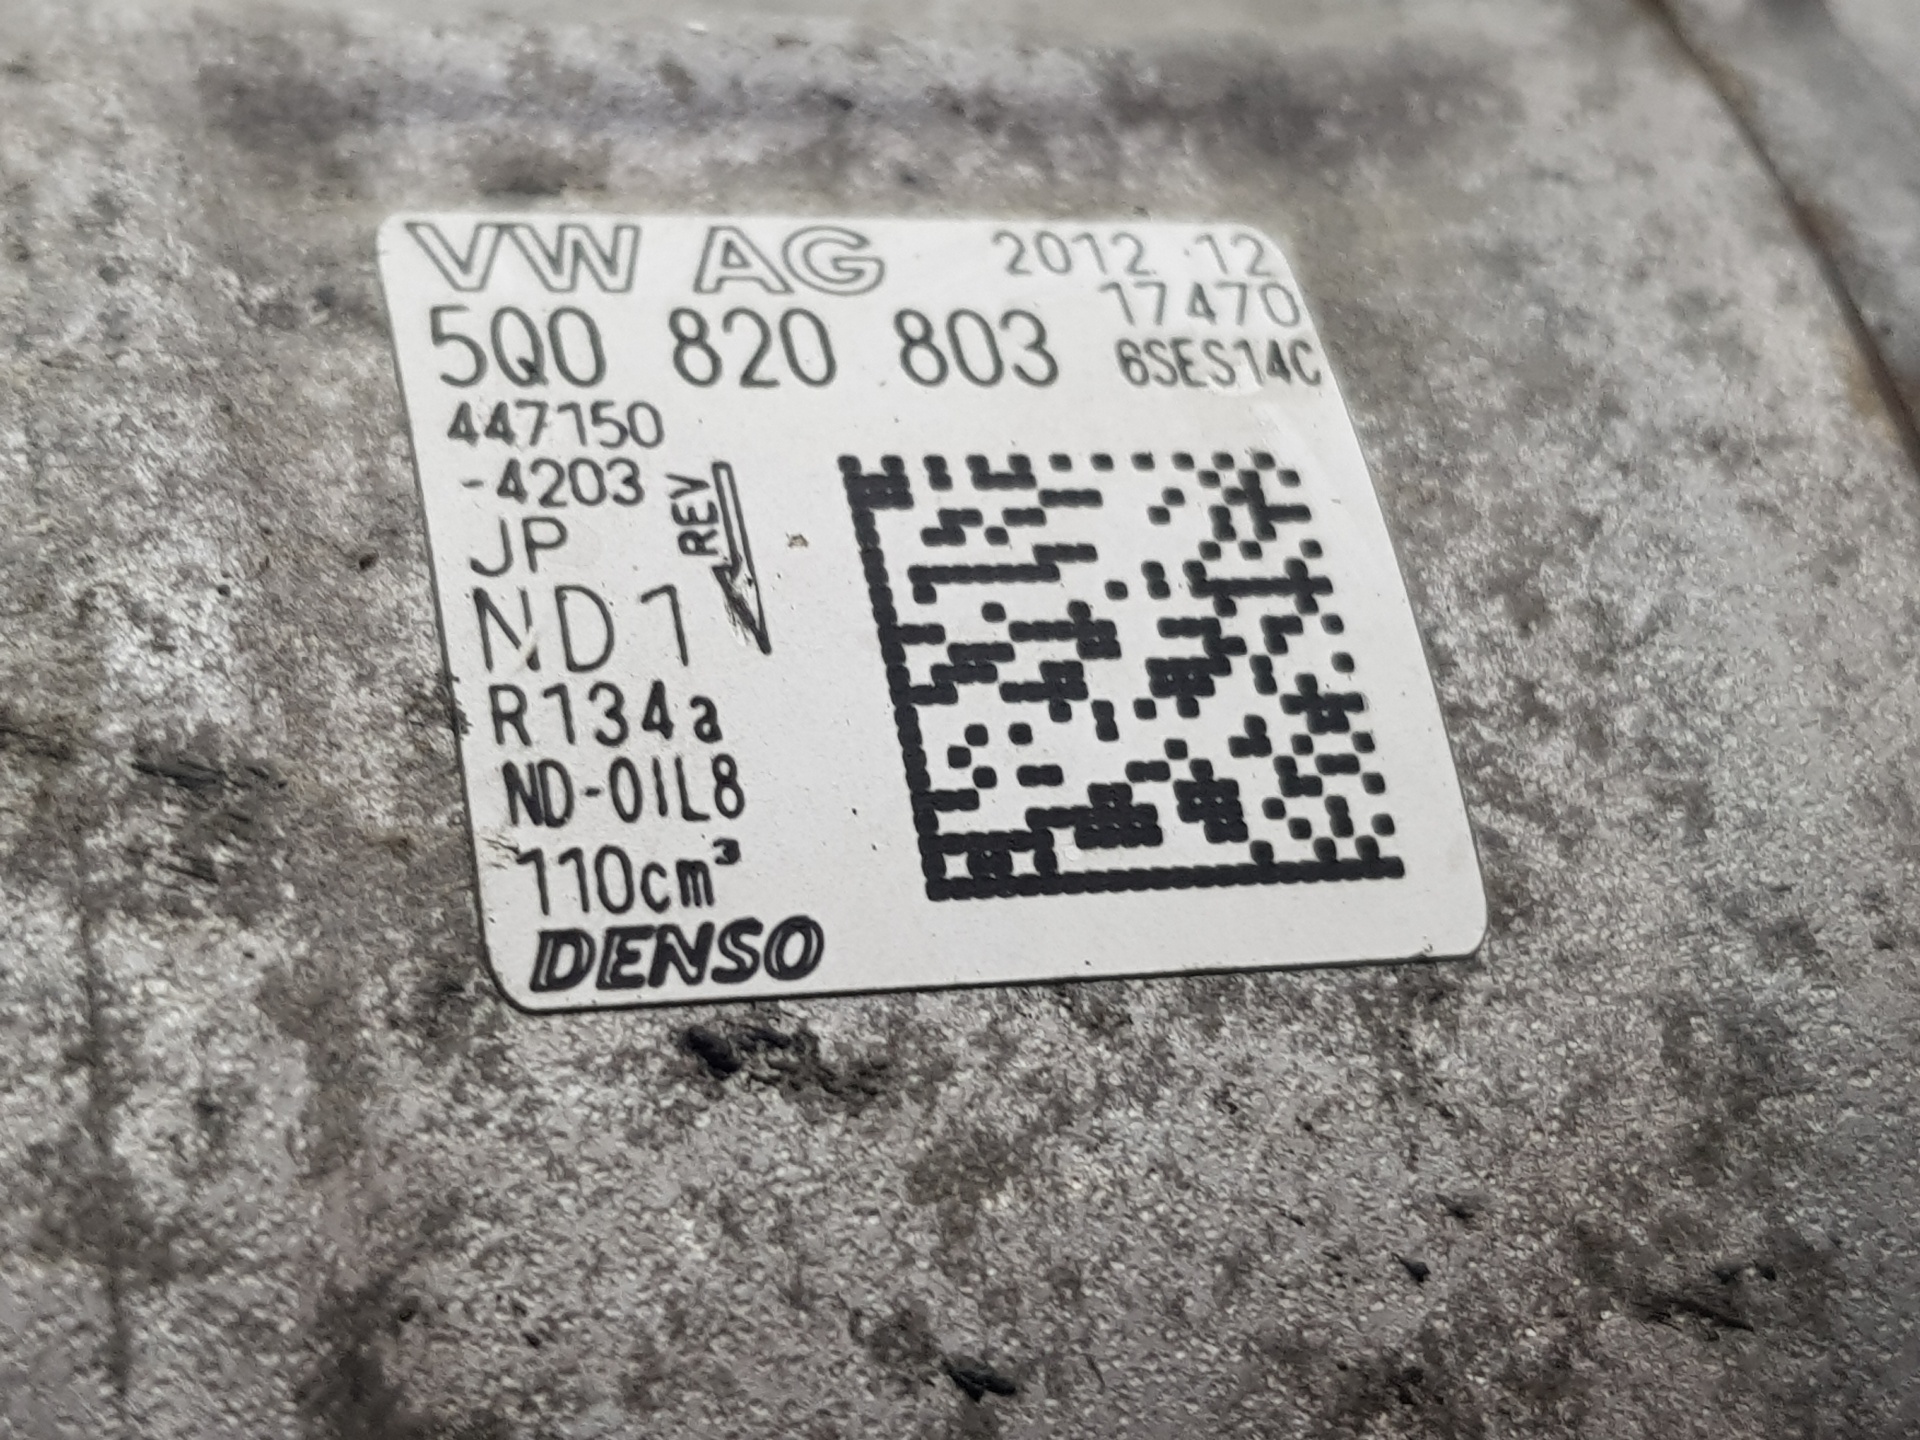 VW AG 2012.12
17470
5Q0 820 803 6SES14C
447150
-4203
REV
JP
ND1
R134a
ND-OIL8
110cm³
DENSO